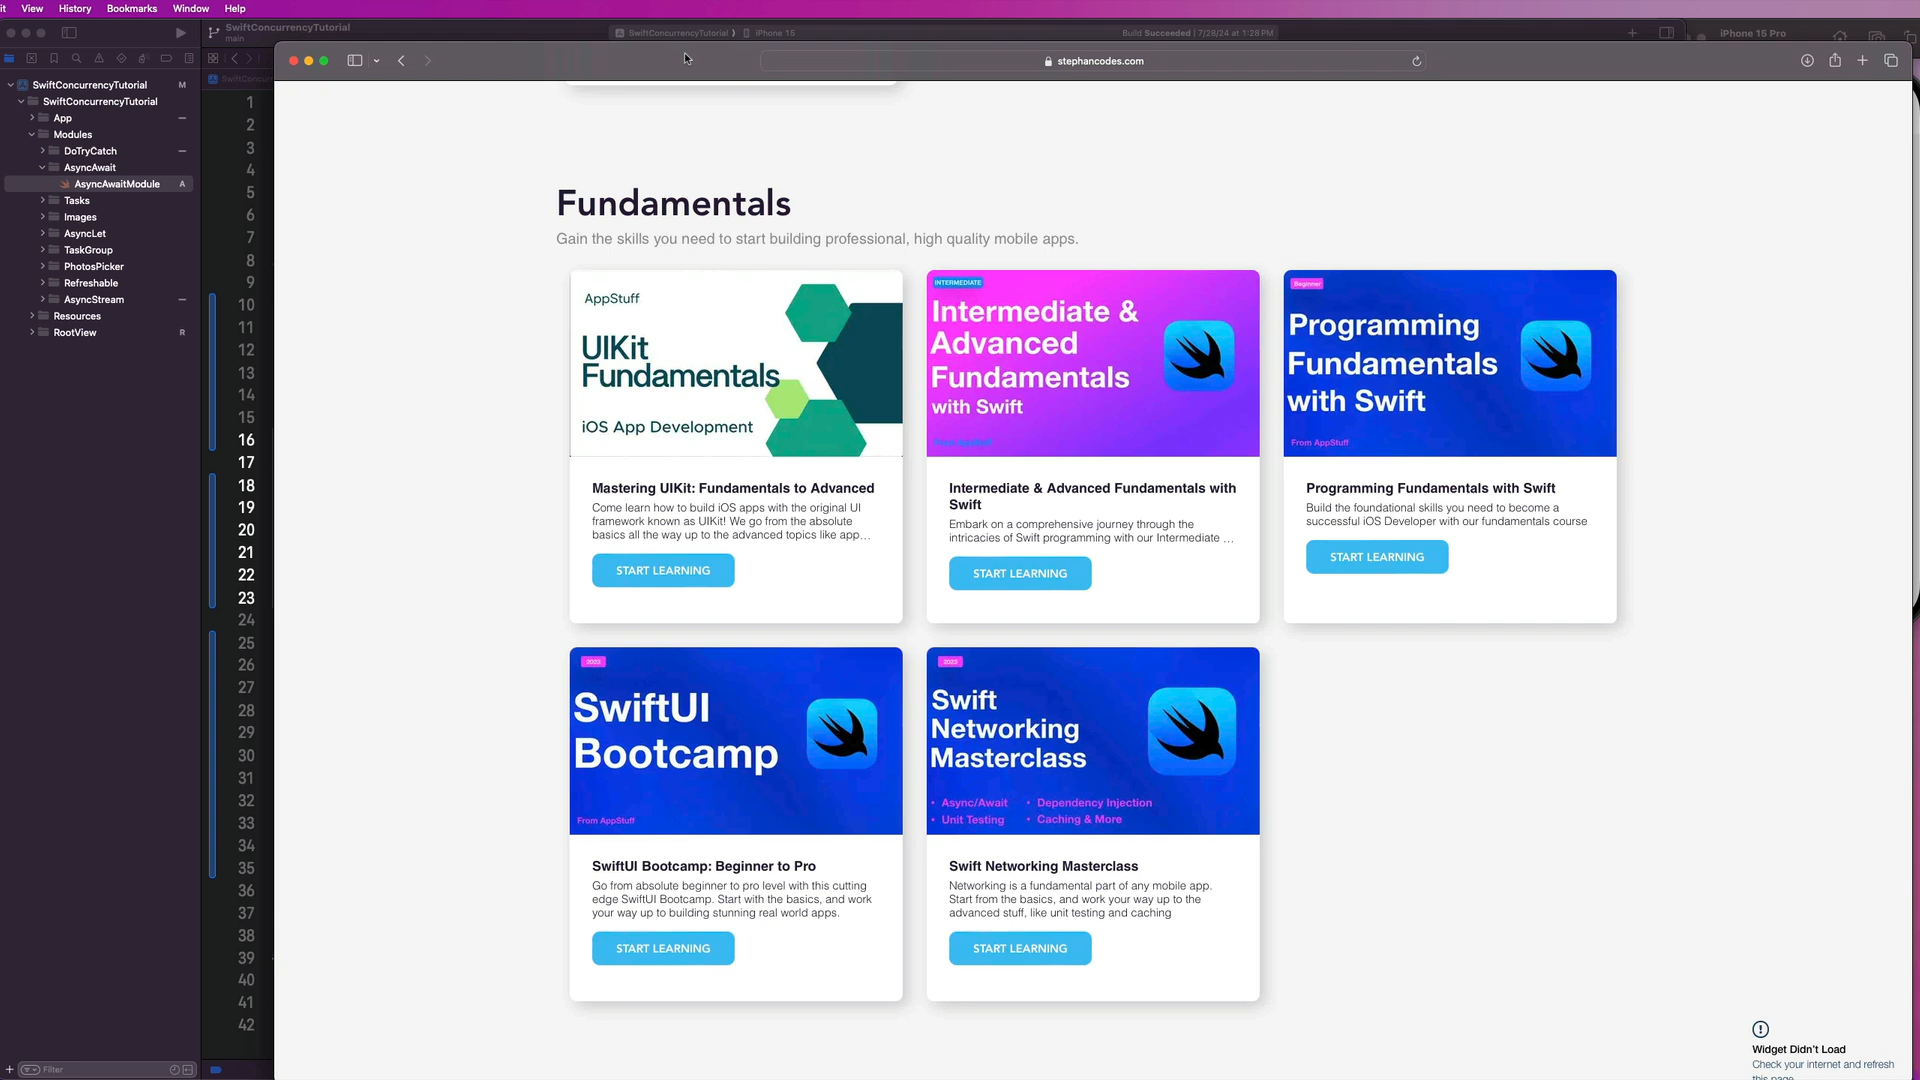 it View History Bookmarks Window Help
SwiftConcurrencyTutorial
main
SwiftConcurrencyTutorial iPhone 15
Build Succeeded | 7/28/24 at 1:28 PM
iPhone 15 Pro
stephancodes.com
SwiftConcurrencyTutorial M
SwiftConcurrencyTutorial
App
Modules
DoTryCatch
AsyncAwait
AsyncAwaitModule A
Tasks
Images
AsyncLet
TaskGroup
PhotosPicker
Refreshable
AsyncStream
Resources
RootView R
Filter
1
2
3
4
5
6
7
8
9
10
11
12
13
14
15
16
17
18
19
20
21
22
23
24
25
26
27
28
29
30
31
32
33
34
35
36
37
38
39
40
41
42
Fundamentals
Gain the skills you need to start building professional, high quality mobile apps.
AppStuff
UIKit
Fundamentals
iOS App Development
Mastering UIKit: Fundamentals to Advanced
Come learn how to build iOS apps with the original UI
framework known as UIKit! We go from the absolute
basics all the way up to the advanced topics like app...
START LEARNING
INTERMEDIATE
Intermediate &
Advanced
Fundamentals
with Swift
Intermediate & Advanced Fundamentals with
Swift
Embark on a comprehensive journey through the
intricacies of Swift programming with our Intermediate ...
START LEARNING
Beginner
Programming
Fundamentals
with Swift
From AppStuff
Programming Fundamentals with Swift
Build the foundational skills you need to become a
successful iOS Developer with our fundamentals course
START LEARNING
2023
SwiftUI
Bootcamp
From AppStuff
SwiftUI Bootcamp: Beginner to Pro
Go from absolute beginner to pro level with this cutting
edge SwiftUI Bootcamp. Start with the basics, and work
your way up to building stunning real world apps.
START LEARNING
2023
Swift
Networking
Masterclass
• Async/Await • Dependency Injection
• Unit Testing • Caching & More
Swift Networking Masterclass
Networking is a fundamental part of any mobile app.
Start from the basics, and work your way up to the
advanced stuff, like unit testing and caching
START LEARNING
Widget Didn't Load
Check your internet and refresh
this page.